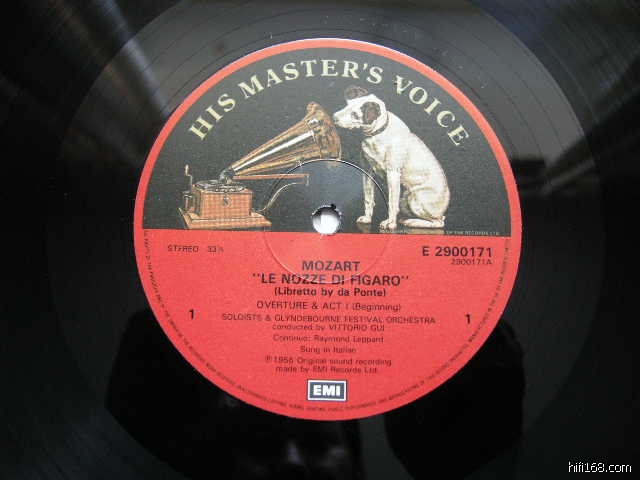 HIS MASTER'S VOICE
STEREO 33⅓
E 2900171
2900171A
MOZART
"LE NOZZE DI FIGARO"
(Libretto by da Ponte)
OVERTURE & ACT I (Beginning)
1
1
SOLOISTS & GLYNDEBOURNE FESTIVAL ORCHESTRA
conducted by VITTORIO GUI
Continuo: Raymond Leppard
Sung in Italian
℗ 1956 Original sound recording
made by EMI Records Ltd.
EMI
hifi168.com